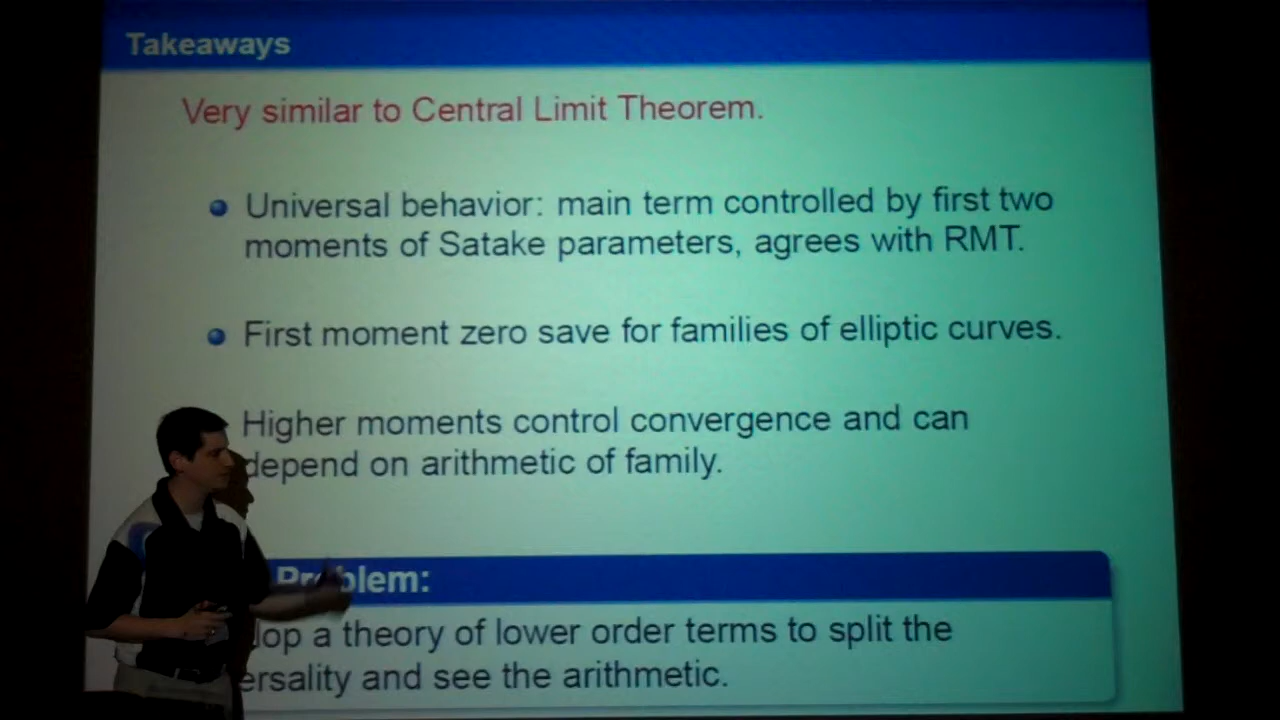 Takeaways
Very similar to Central Limit Theorem.
Universal behavior: main term controlled by first two
moments of Satake parameters, agrees with RMT.
First moment zero save for families of elliptic curves.
Higher moments control convergence and can
depend on arithmetic of family.
Problem:
a theory of lower order terms to split the
and see the arithmetic.